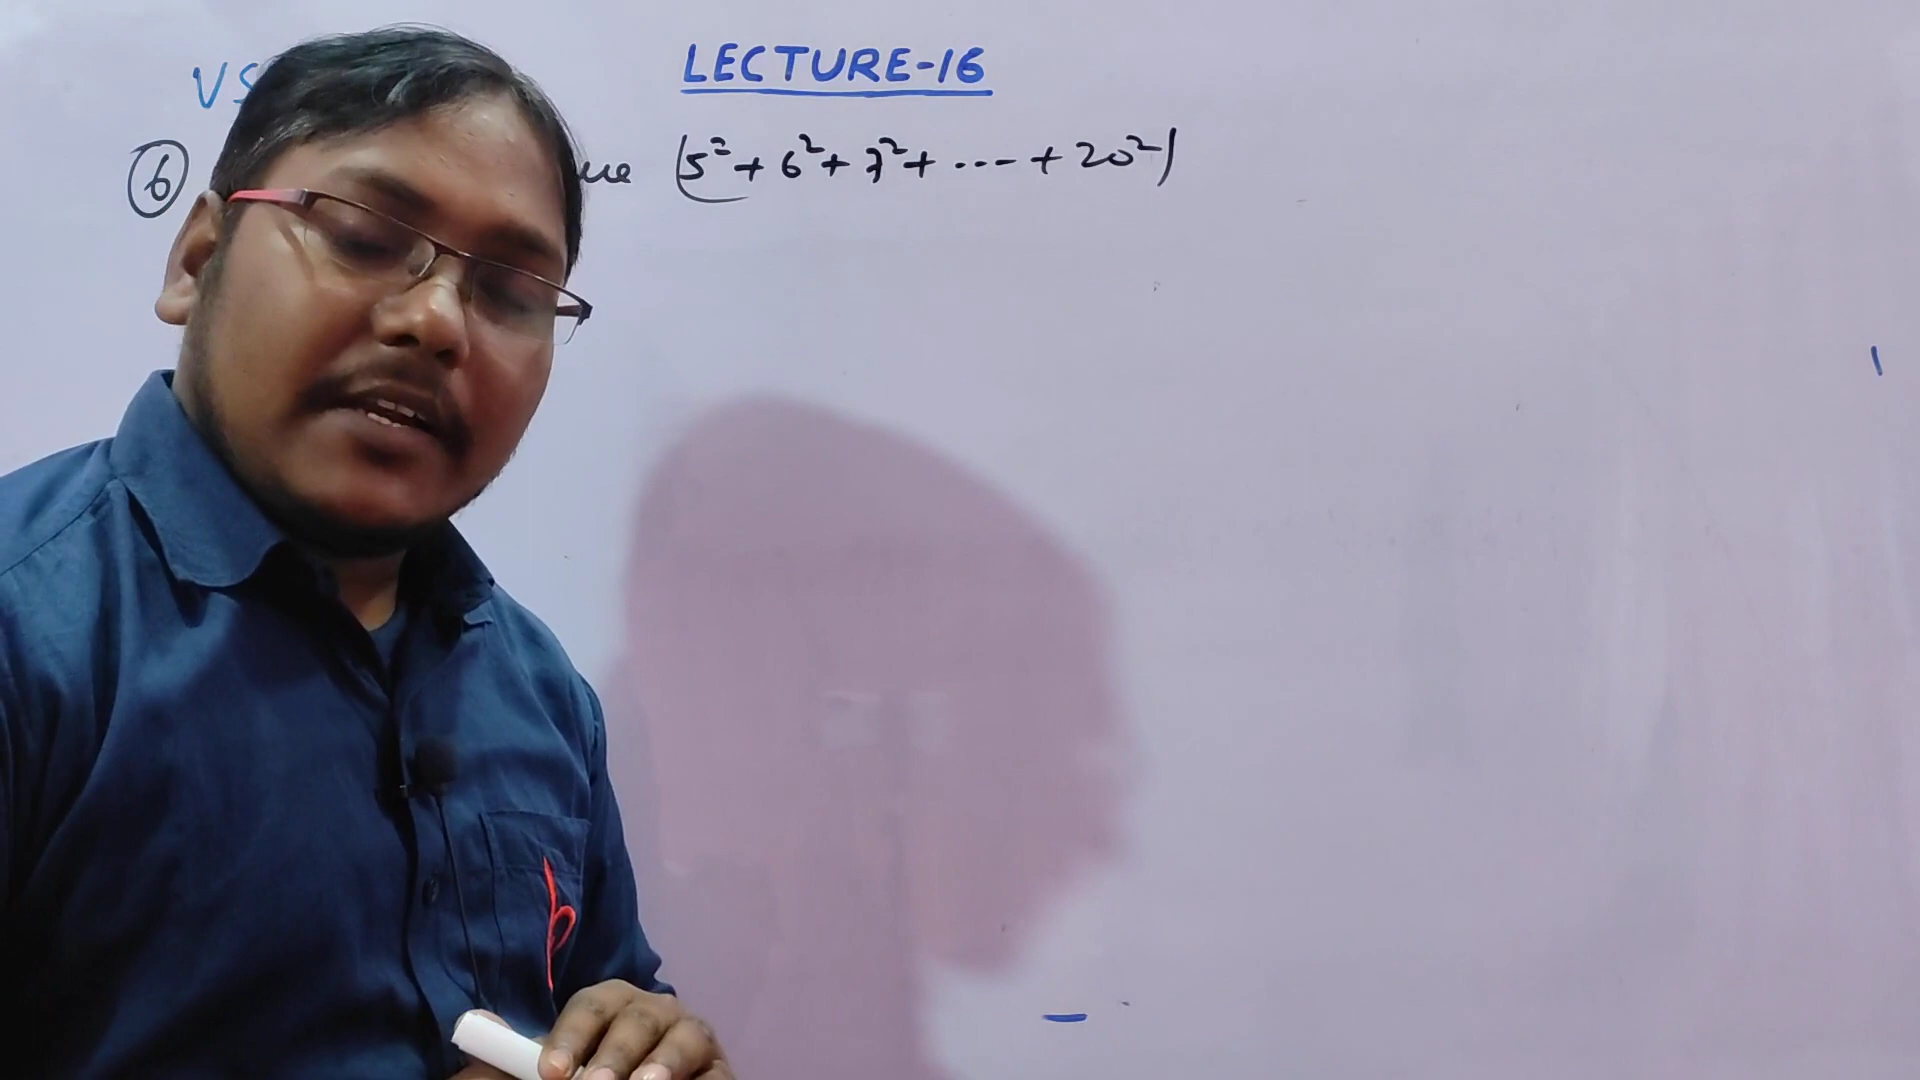 VS LECTURE-16
6 ue (5²+6²+7²+ ---- +20²)